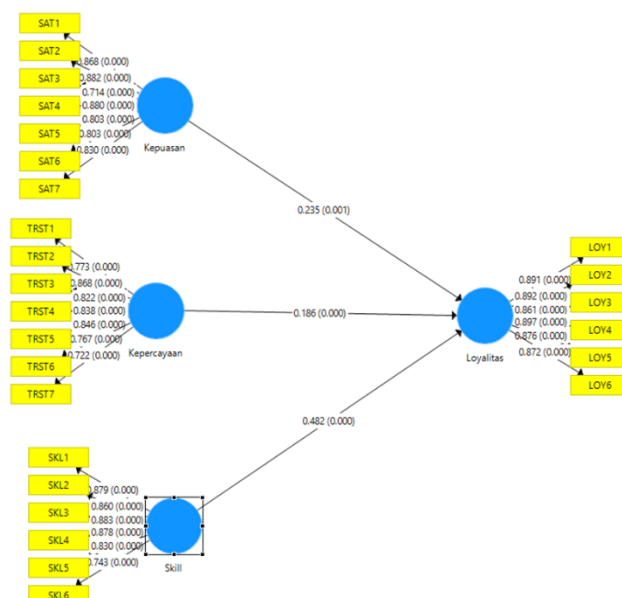 SAT1
SAT2
SAT3
SAT4
SAT5
SAT6
SAT7
0.868 (0.000)
0.882 (0.000)
0.714 (0.000)
0.880 (0.000)
0.803 (0.000)
0.803 (0.000)
0.830 (0.000)
Kepuasan
0.235 (0.001)
TRST1
TRST2
TRST3
TRST4
TRST5
TRST6
TRST7
0.773 (0.000)
0.868 (0.000)
0.822 (0.000)
0.838 (0.000)
0.846 (0.000)
0.767 (0.000)
0.722 (0.000)
Kepercayaan
0.186 (0.000)
LOY1
LOY2
LOY3
LOY4
LOY5
LOY6
0.891 (0.000)
0.892 (0.000)
0.861 (0.000)
0.897 (0.000)
0.876 (0.000)
0.872 (0.000)
Loyalitas
0.482 (0.000)
SKL1
SKL2
SKL3
SKL4
SKL5
SKL6
0.879 (0.000)
0.860 (0.000)
0.883 (0.000)
0.878 (0.000)
0.830 (0.000)
0.743 (0.000)
Skill